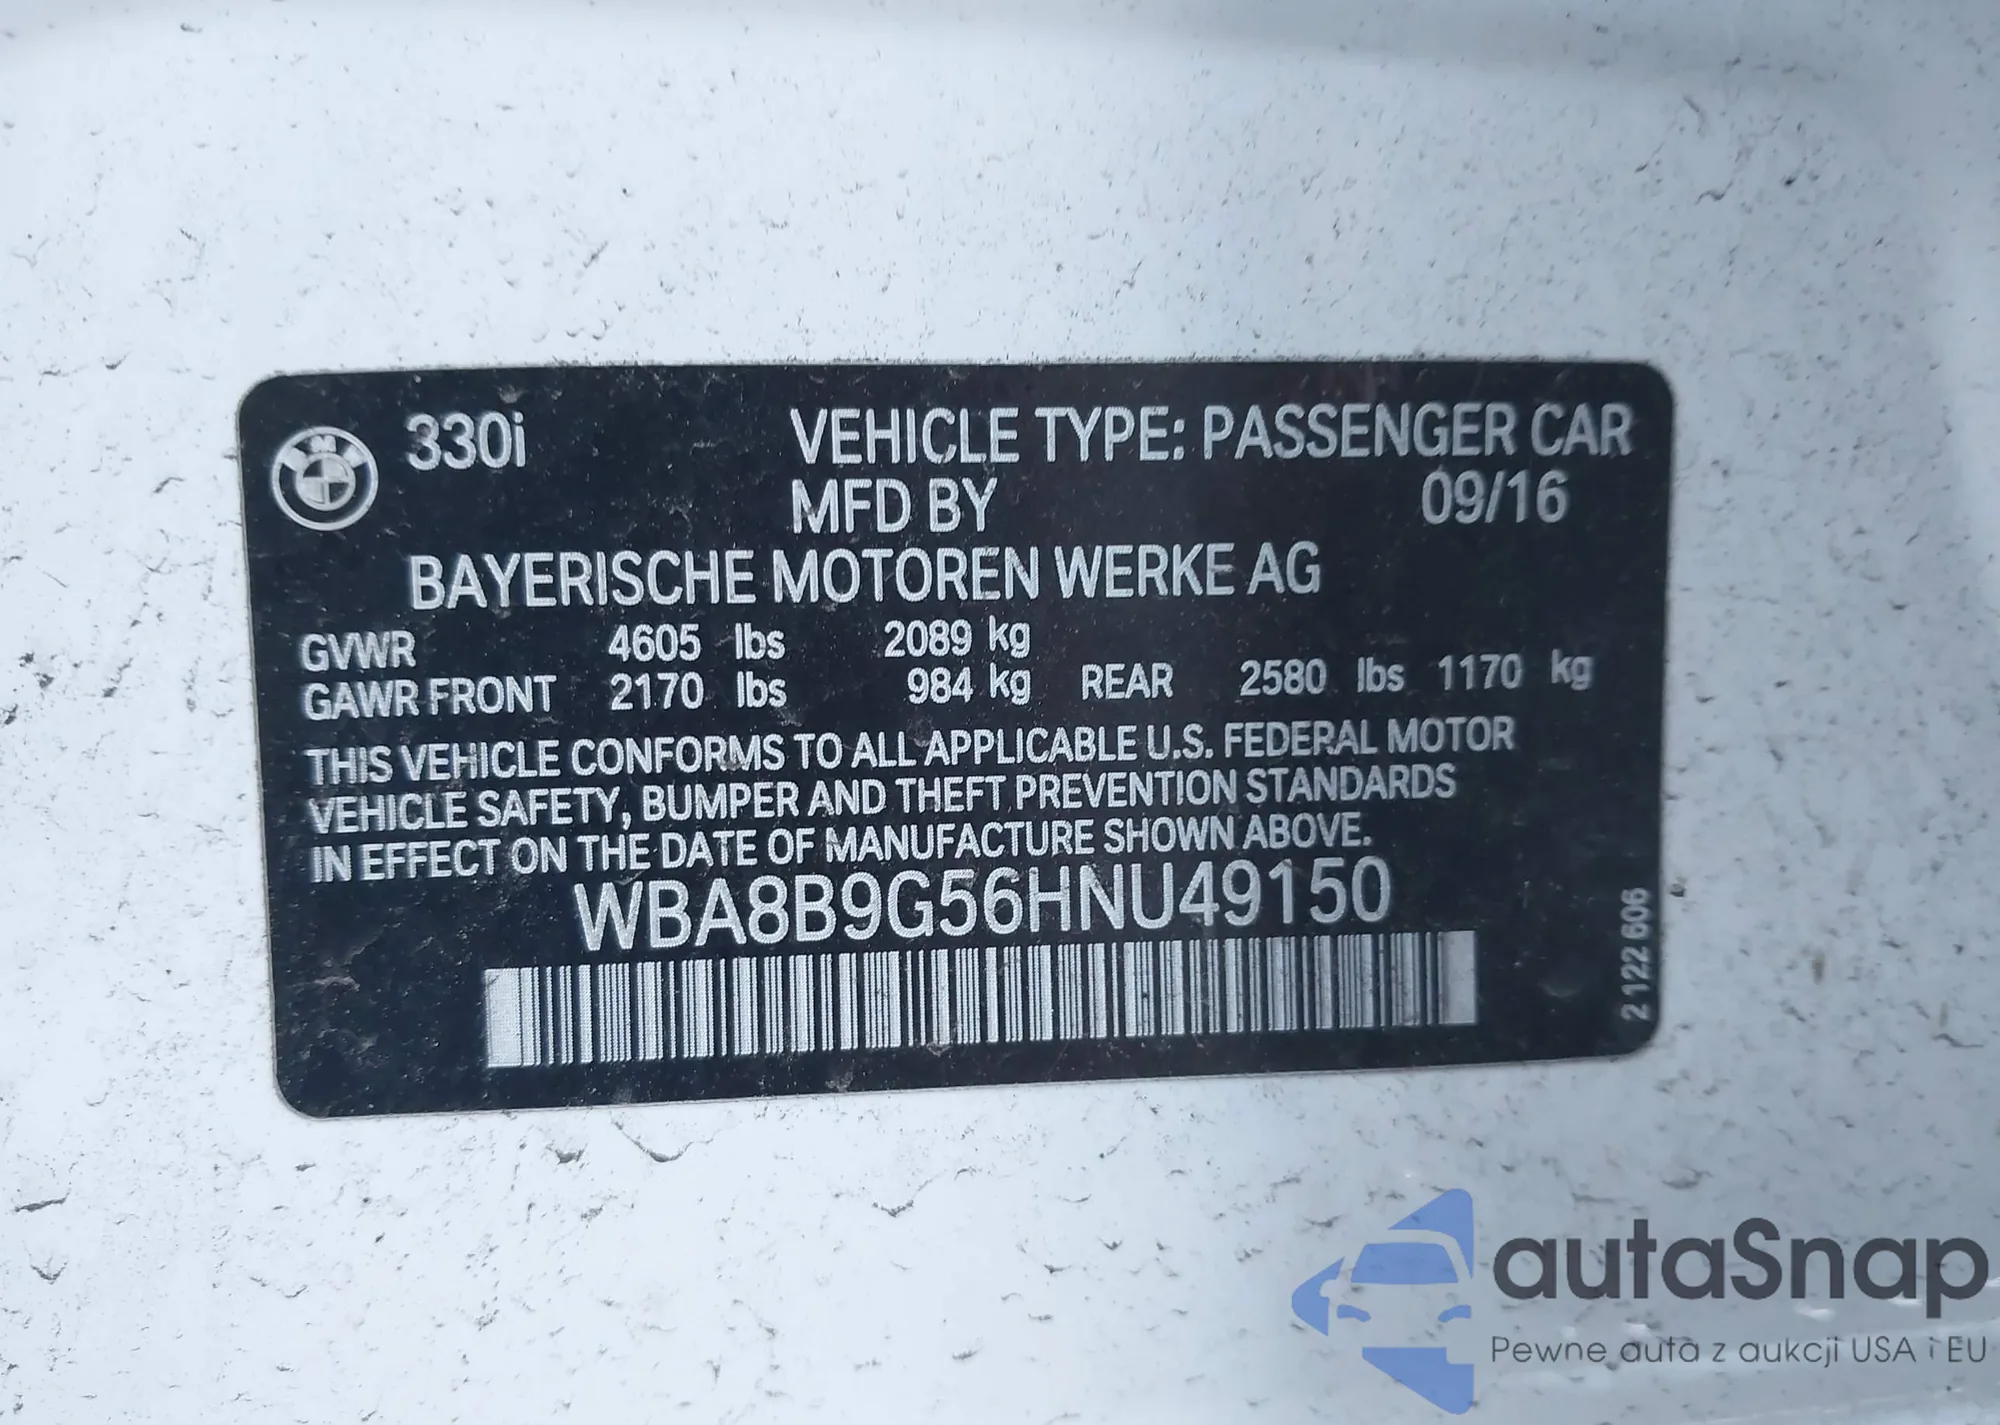 330i VEHICLE TYPE: PASSENGER CAR
MFD BY 09/16
BAYERISCHE MOTOREN WERKE AG
GVWR 4605 lbs 2089 kg
GAWR FRONT 2170 lbs 984 kg REAR 2580 lbs 1170 kg
THIS VEHICLE CONFORMS TO ALL APPLICABLE U.S. FEDERAL MOTOR
VEHICLE SAFETY, BUMPER AND THEFT PREVENTION STANDARDS
IN EFFECT ON THE DATE OF MANUFACTURE SHOWN ABOVE.
WBA8B9G56HNU49150
2 122 606
autaSnap
Pewne auta z aukcji USA i EU